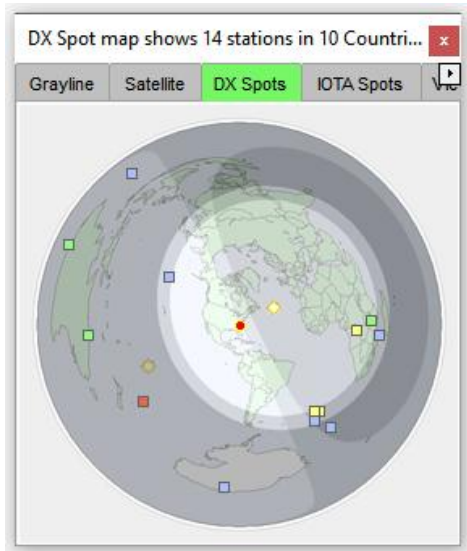 DX Spot map shows 14 stations in 10 Countri...
x
Grayline Satellite DX Spots IOTA Spots